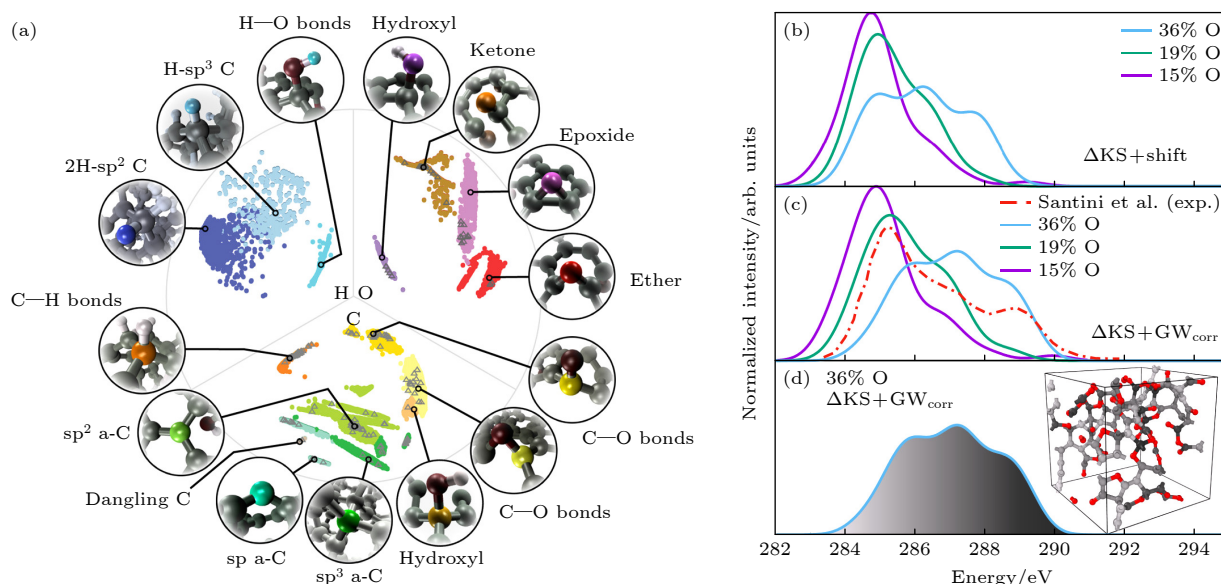 (a)
H—O bonds
Hydroxyl
Ketone
H-sp³ C
Epoxide
2H-sp² C
Ether
C—H bonds
H O
C
sp² a-C
C—O bonds
Dangling C
C—O bonds
sp a-C
sp³ a-C
Hydroxyl
Normalized intensity/arb. units
(b)
36% O
19% O
15% O
ΔKS+shift
(c)
Santini et al. (exp.)
36% O
19% O
15% O
ΔKS+GWcorr
(d)
36% O
ΔKS+GWcorr
282 284 286 288 290 292 294
Energy/eV